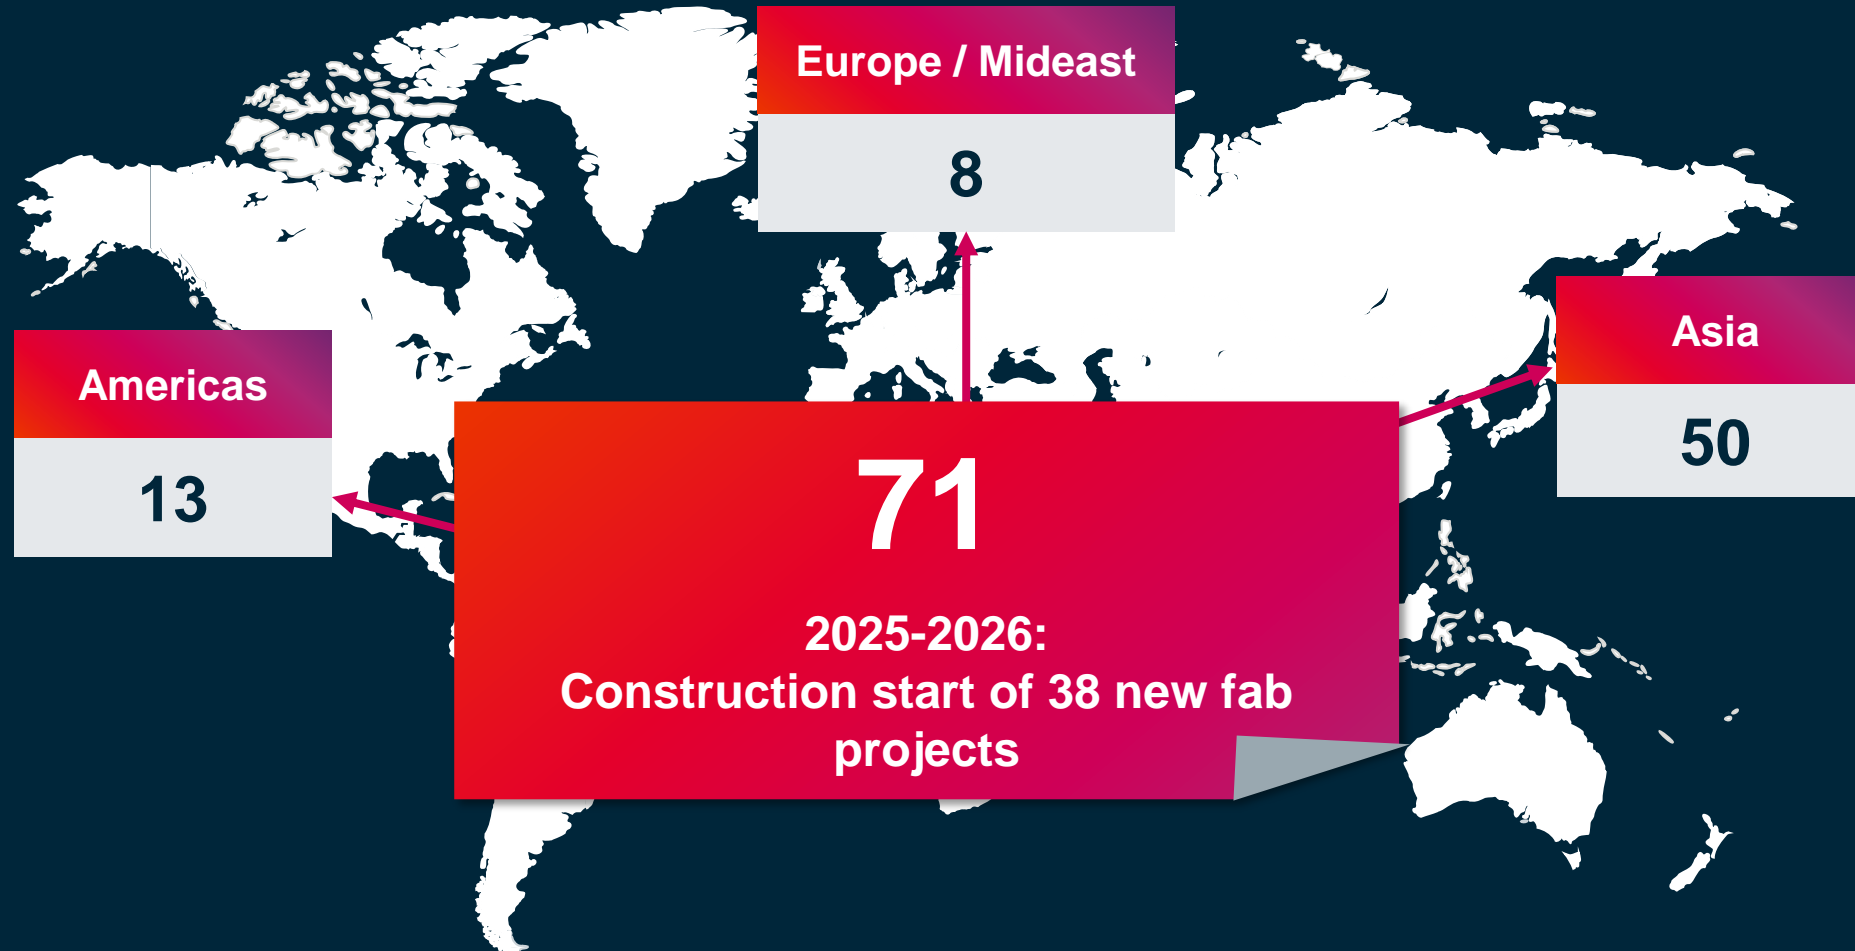 Europe / Mideast
8
Americas
13
Asia
50
71
2025-2026:
Construction start of 38 new fab
projects